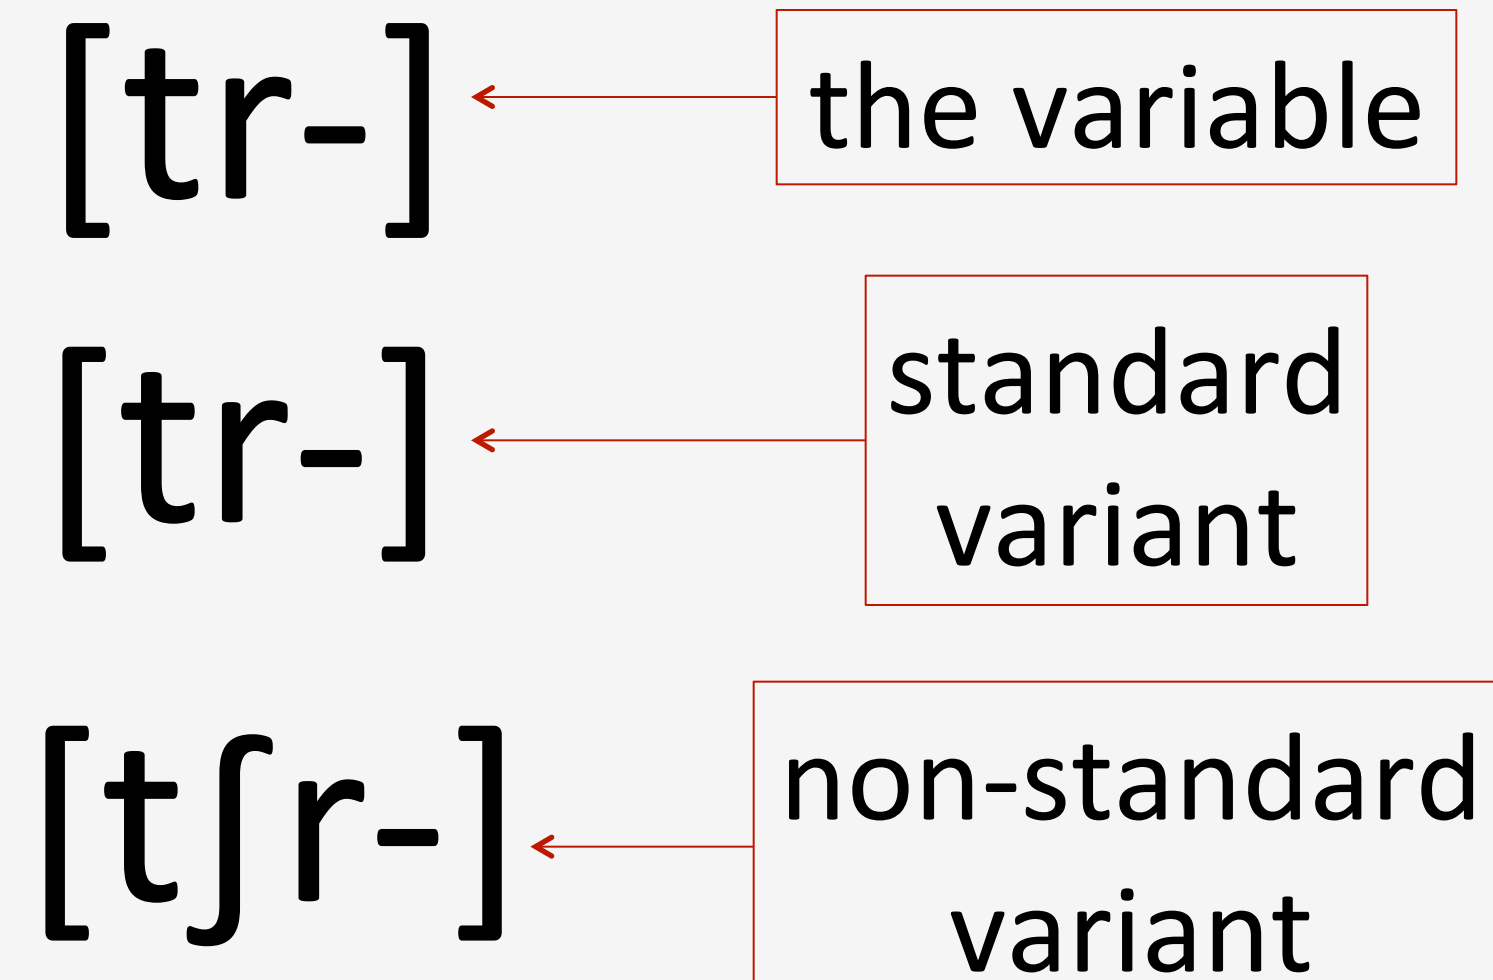 [tr-]
the variable
[tr-]
standard
variant
[tʃr-]
non-standard
variant